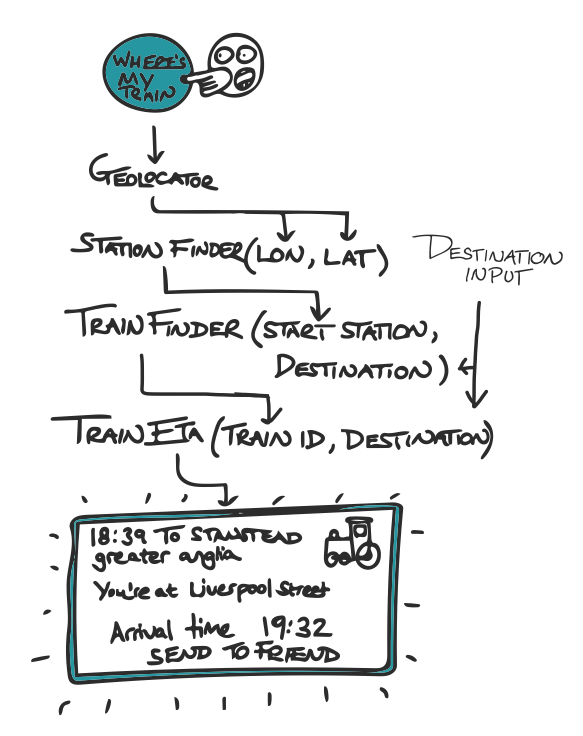 WHERE'S
MY
TRAIN
GEOLOCATOR
STATION FINDER (LON, LAT)
DESTINATION
INPUT
TRAIN FINDER (START STATION,
DESTINATION)
TRAIN ETA (TRAIN ID, DESTINATION)
18:39 TO STANSTEAD
greater anglia
You're at Liverpool Street
Arrival time 19:32
SEND TO FRIEND